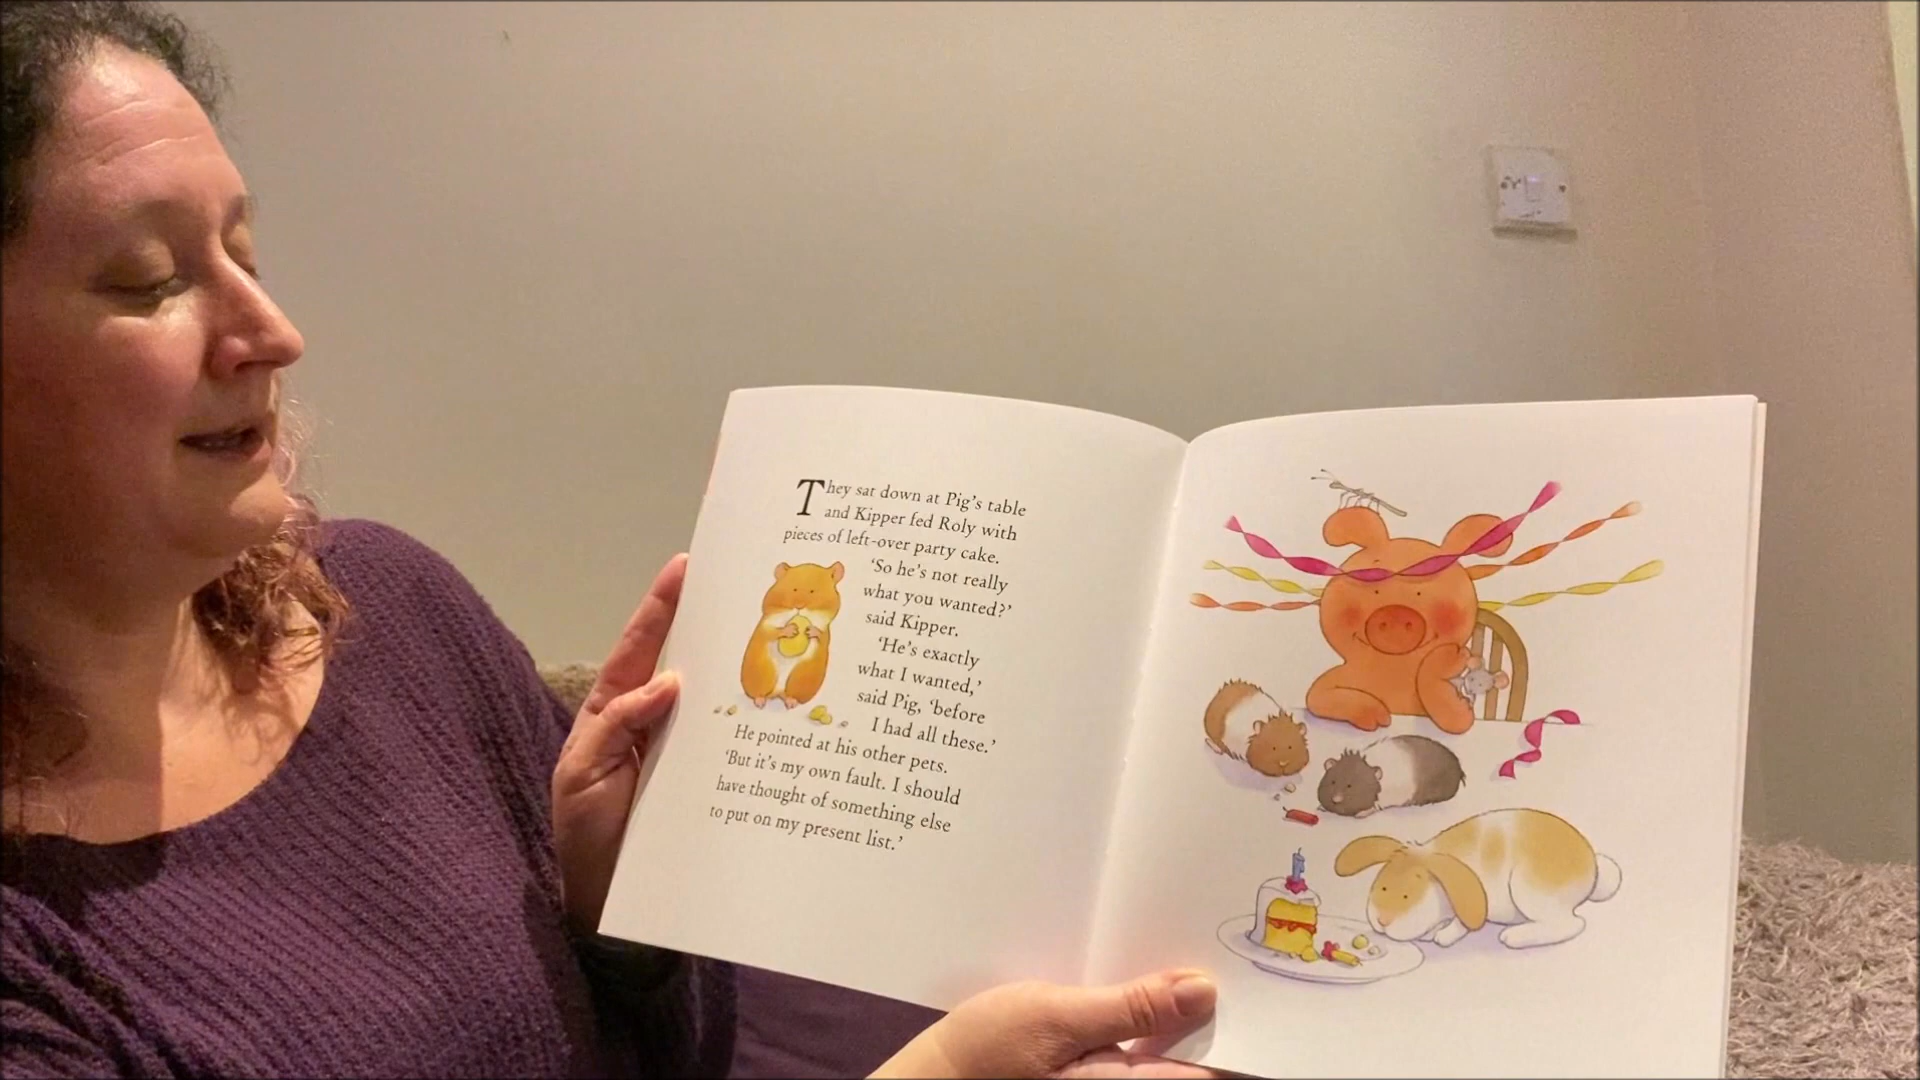 They sat down at Pig's table
and Kipper fed Roly with
pieces of left-over party cake.
'So he's not really
what you wanted?'
said Kipper.
'He's exactly
what I wanted,'
said Pig, 'before
I had all these.'
He pointed at his other pets.
'But it's my own fault. I should
have thought of something else
to put on my present list.'